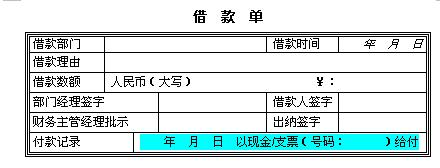 借 款 单
借款部门 借款时间 年 月 日
借款理由
借款数额 人民币（大写） ￥：
部门经理签字 借款人签字
财务主管经理批示 出纳签字
付款记录 年 月 日 以现金/支票（号码： ）给付